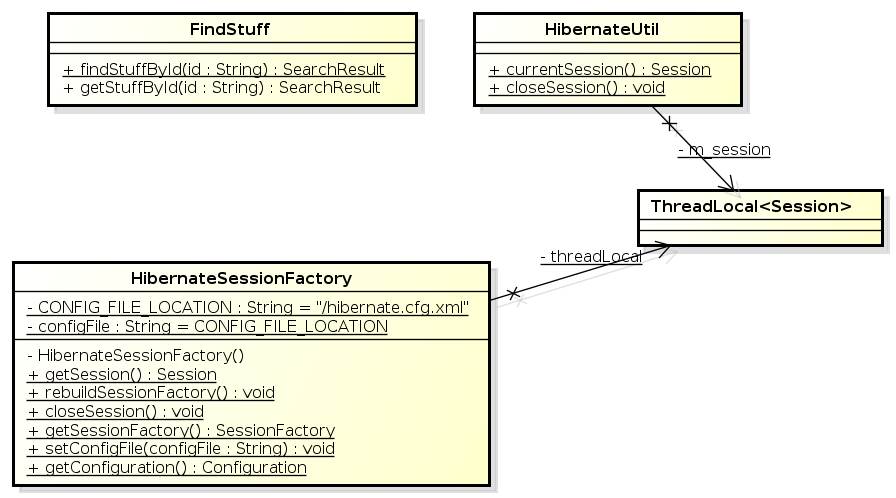 FindStuff
+ findStuffById(id : String) : SearchResult
+ getStuffById(id : String) : SearchResult
HibernateUtil
+ currentSession() : Session
+ closeSession() : void
- m_session
ThreadLocal<Session>
- threadLocal
HibernateSessionFactory
- CONFIG_FILE_LOCATION : String = "/hibernate.cfg.xml"
- configFile : String = CONFIG_FILE_LOCATION
- HibernateSessionFactory()
+ getSession() : Session
+ rebuildSessionFactory() : void
+ closeSession() : void
+ getSessionFactory() : SessionFactory
+ setConfigFile(configFile : String) : void
+ getConfiguration() : Configuration